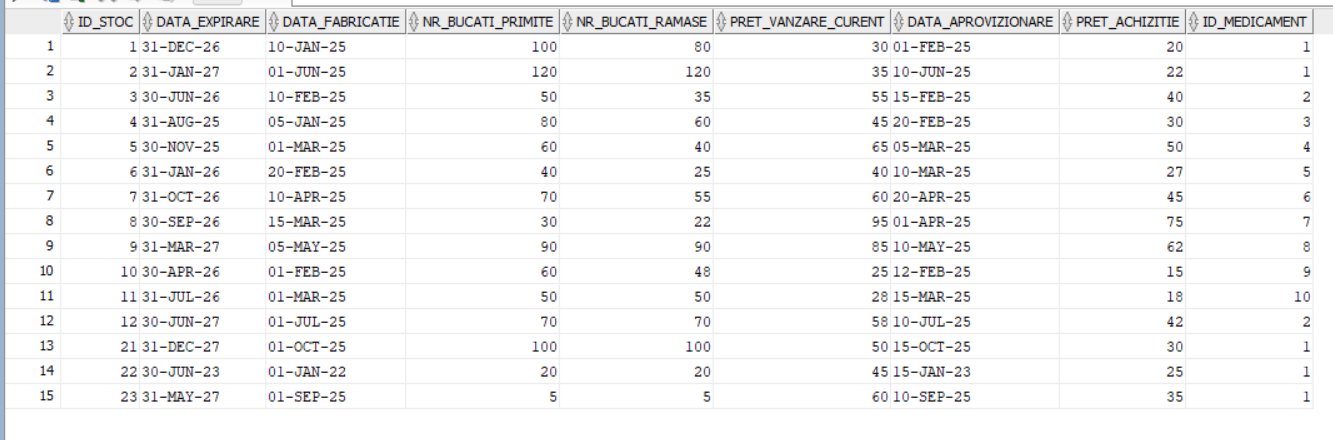 ID_STOC DATA_EXPIRARE DATA_FABRICATIE NR_BUCATI_PRIMITE NR_BUCATI_RAMASE PRET_VANZARE_CURENT DATA_APROVIZIONARE PRET_ACHIZITIE ID_MEDICAMENT
1 1 31-DEC-26 10-JAN-25 100 80 30 01-FEB-25 20 1
2 2 31-JAN-27 01-JUN-25 120 120 35 10-JUN-25 22 1
3 3 30-JUN-26 10-FEB-25 50 35 55 15-FEB-25 40 2
4 4 31-AUG-25 05-JAN-25 80 60 45 20-FEB-25 30 3
5 5 30-NOV-25 01-MAR-25 60 40 65 05-MAR-25 50 4
6 6 31-JAN-26 20-FEB-25 40 25 40 10-MAR-25 27 5
7 7 31-OCT-26 10-APR-25 70 55 60 20-APR-25 45 6
8 8 30-SEP-26 15-MAR-25 30 22 95 01-APR-25 75 7
9 9 31-MAR-27 05-MAY-25 90 90 85 10-MAY-25 62 8
10 10 30-APR-26 01-FEB-25 60 48 25 12-FEB-25 15 9
11 11 31-JUL-26 01-MAR-25 50 50 28 15-MAR-25 18 10
12 12 30-JUN-27 01-JUL-25 70 70 58 10-JUL-25 42 2
13 21 31-DEC-27 01-OCT-25 100 100 50 15-OCT-25 30 1
14 22 30-JUN-23 01-JAN-22 20 20 45 15-JAN-23 25 1
15 23 31-MAY-27 01-SEP-25 5 5 60 10-SEP-25 35 1